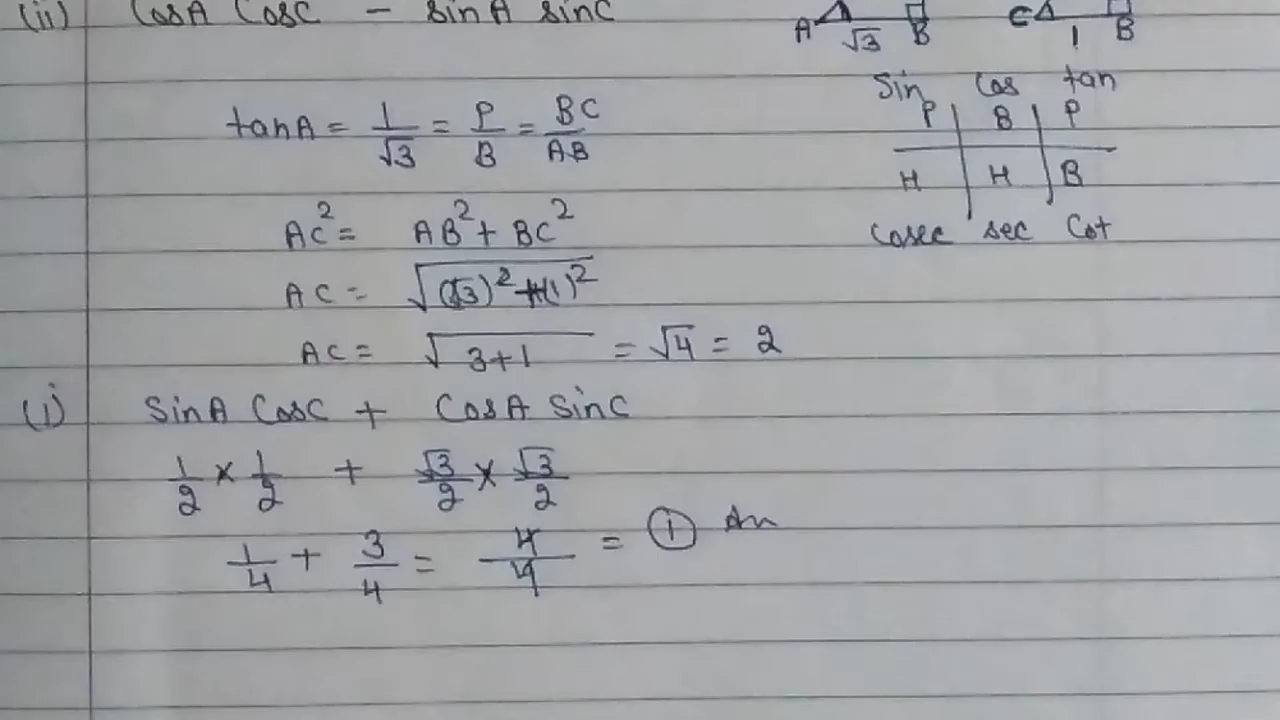 (ii) CosA CosC - sinA sinC
A √3 B C 1 B
Sin Cos tan
P B P
H H B
Cosec sec Cot
tanA = 1/√3 = P/B = BC/AB
AC² = AB² + BC²
AC = √((√3)² + (1)²)
AC = √3+1 = √4 = 2
(i) SinA CosC + CosA SinC
1/2 × 1/2 + √3/2 × √3/2
1/4 + 3/4 = 4/4 = 1 An